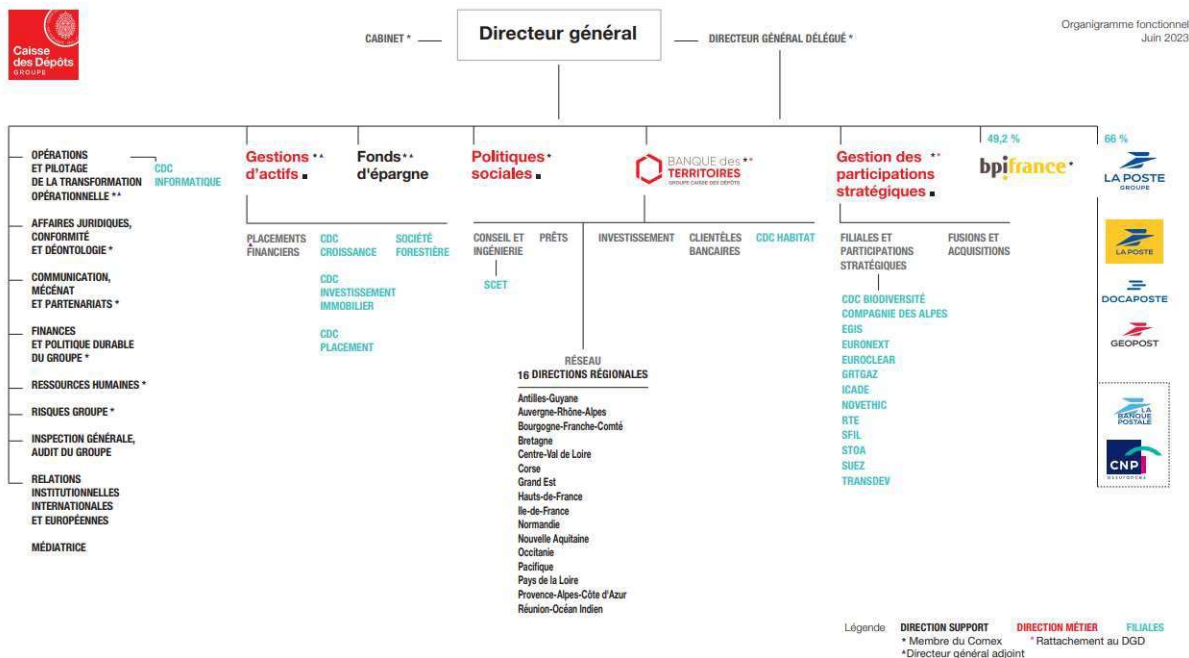 Caisse
des Dépôts
GROUPE
CABINET *
Directeur général
DIRECTEUR GÉNÉRAL DÉLÉGUÉ *
Organigramme fonctionnel
Juin 2023
OPÉRATIONS
ET PILOTAGE
DE LA TRANSFORMATION
OPÉRATIONNELLE *▲
CDC
INFORMATIQUE
AFFAIRES JURIDIQUES,
CONFORMITÉ
ET DÉONTOLOGIE *
COMMUNICATION,
MÉCÉNAT
ET PARTENARIATS *
FINANCES
ET POLITIQUE DURABLE
DU GROUPE *
RESSOURCES HUMAINES *
RISQUES GROUPE *
INSPECTION GÉNÉRALE,
AUDIT DU GROUPE
RELATIONS
INSTITUTIONNELLES
INTERNATIONALES
ET EUROPÉENNES
MÉDIATRICE
Gestions *▲
d'actifs ■
PLACEMENTS
FINANCIERS
CDC
CROISSANCE
CDC
INVESTISSEMENT
IMMOBILIER
CDC
PLACEMENT
SOCIÉTÉ
FORESTIÈRE
Fonds *▲
d'épargne
Politiques *
sociales ■
BANQUE des **
TERRITOIRES
GROUPE CAISSE DES DÉPÔTS
CONSEIL ET
INGÉNIERIE
SCET
PRÊTS
INVESTISSEMENT
CLIENTÈLES
BANCAIRES
CDC HABITAT
RÉSEAU
16 DIRECTIONS RÉGIONALES
Antilles-Guyane
Auvergne-Rhône-Alpes
Bourgogne-Franche-Comté
Bretagne
Centre-Val de Loire
Corse
Grand Est
Hauts-de-France
Ile-de-France
Normandie
Nouvelle Aquitaine
Occitanie
Pacifique
Pays de la Loire
Provence-Alpes-Côte d'Azur
Réunion-Océan Indien
Gestion des **
participations
stratégiques ■
FILIALES ET
PARTICIPATIONS
STRATÉGIQUES
CDC BIODIVERSITÉ
COMPAGNIE DES ALPES
EGIS
EURONEXT
EUROCLEAR
GRTGAZ
ICADE
NOVETHIC
RTE
SFIL
STOA
SUEZ
TRANSDEV
FUSIONS ET
ACQUISITIONS
49,2 %
bpifrance *
66 %
LA POSTE
GROUPE
LA POSTE
DOCAPOSTE
GEOPOST
LA
BANQUE
POSTALE
CNP
assurances
Légende DIRECTION SUPPORT DIRECTION MÉTIER FILIALES
* Membre du Comex * Rattachement au DGD
▲Directeur général adjoint